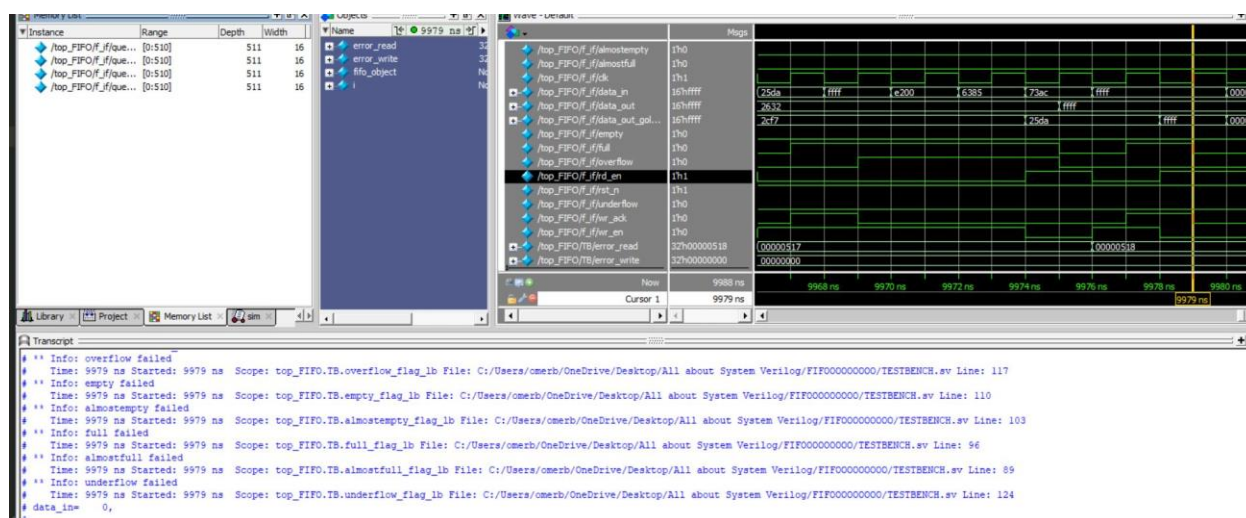 Memory List
Instance Range Depth Width
/top_FIFO/f_if/que... [0:510] 511 16
/top_FIFO/f_if/que... [0:510] 511 16
/top_FIFO/f_if/que... [0:510] 511 16
/top_FIFO/f_if/que... [0:510] 511 16
Library Project Memory List sim
Objects
Name 9979 ns
error_read 32
error_write 32
fifo_object No
i No
Wave - Default
Msgs
/top_FIFO/f_if/almostempty 1'h0
/top_FIFO/f_if/almostfull 1'h0
/top_FIFO/f_if/clk 1'h1
/top_FIFO/f_if/data_in 16'hffff 25da ffff e200 6385 73ac ffff 000
/top_FIFO/f_if/data_out 16'hffff 2632 ffff
/top_FIFO/f_if/data_out_gol... 16'hffff 2cf7 25da ffff 000
/top_FIFO/f_if/empty 1'h0
/top_FIFO/f_if/full 1'h0
/top_FIFO/f_if/overflow 1'h0
/top_FIFO/f_if/rd_en 1'h1
/top_FIFO/f_if/rst_n 1'h1
/top_FIFO/f_if/underflow 1'h0
/top_FIFO/f_if/wr_ack 1'h0
/top_FIFO/f_if/wr_en 1'h0
/top_FIFO/TB/error_read 32'h00000518 00000517 00000518
/top_FIFO/TB/error_write 32'h00000000 00000000
Now 9988 ns 9968 ns 9970 ns 9972 ns 9974 ns 9976 ns 9978 ns 9980 ns
Cursor 1 9979 ns 9979 ns
Transcript
# ** Info: overflow failed
# Time: 9979 ns Started: 9979 ns Scope: top_FIFO.TB.overflow_flag_lb File: C:/Users/omerb/OneDrive/Desktop/All about System Verilog/FIFOOOOOOOOO/TESTBENCH.sv Line: 117
# ** Info: empty failed
# Time: 9979 ns Started: 9979 ns Scope: top_FIFO.TB.empty_flag_lb File: C:/Users/omerb/OneDrive/Desktop/All about System Verilog/FIFOOOOOOOOO/TESTBENCH.sv Line: 110
# ** Info: almostempty failed
# Time: 9979 ns Started: 9979 ns Scope: top_FIFO.TB.almostempty_flag_lb File: C:/Users/omerb/OneDrive/Desktop/All about System Verilog/FIFOOOOOOOOO/TESTBENCH.sv Line: 103
# ** Info: full failed
# Time: 9979 ns Started: 9979 ns Scope: top_FIFO.TB.full_flag_lb File: C:/Users/omerb/OneDrive/Desktop/All about System Verilog/FIFOOOOOOOOO/TESTBENCH.sv Line: 96
# ** Info: almostfull failed
# Time: 9979 ns Started: 9979 ns Scope: top_FIFO.TB.almostfull_flag_lb File: C:/Users/omerb/OneDrive/Desktop/All about System Verilog/FIFOOOOOOOOO/TESTBENCH.sv Line: 89
# ** Info: underflow failed
# Time: 9979 ns Started: 9979 ns Scope: top_FIFO.TB.underflow_flag_lb File: C:/Users/omerb/OneDrive/Desktop/All about System Verilog/FIFOOOOOOOOO/TESTBENCH.sv Line: 124
# data_in= 0,